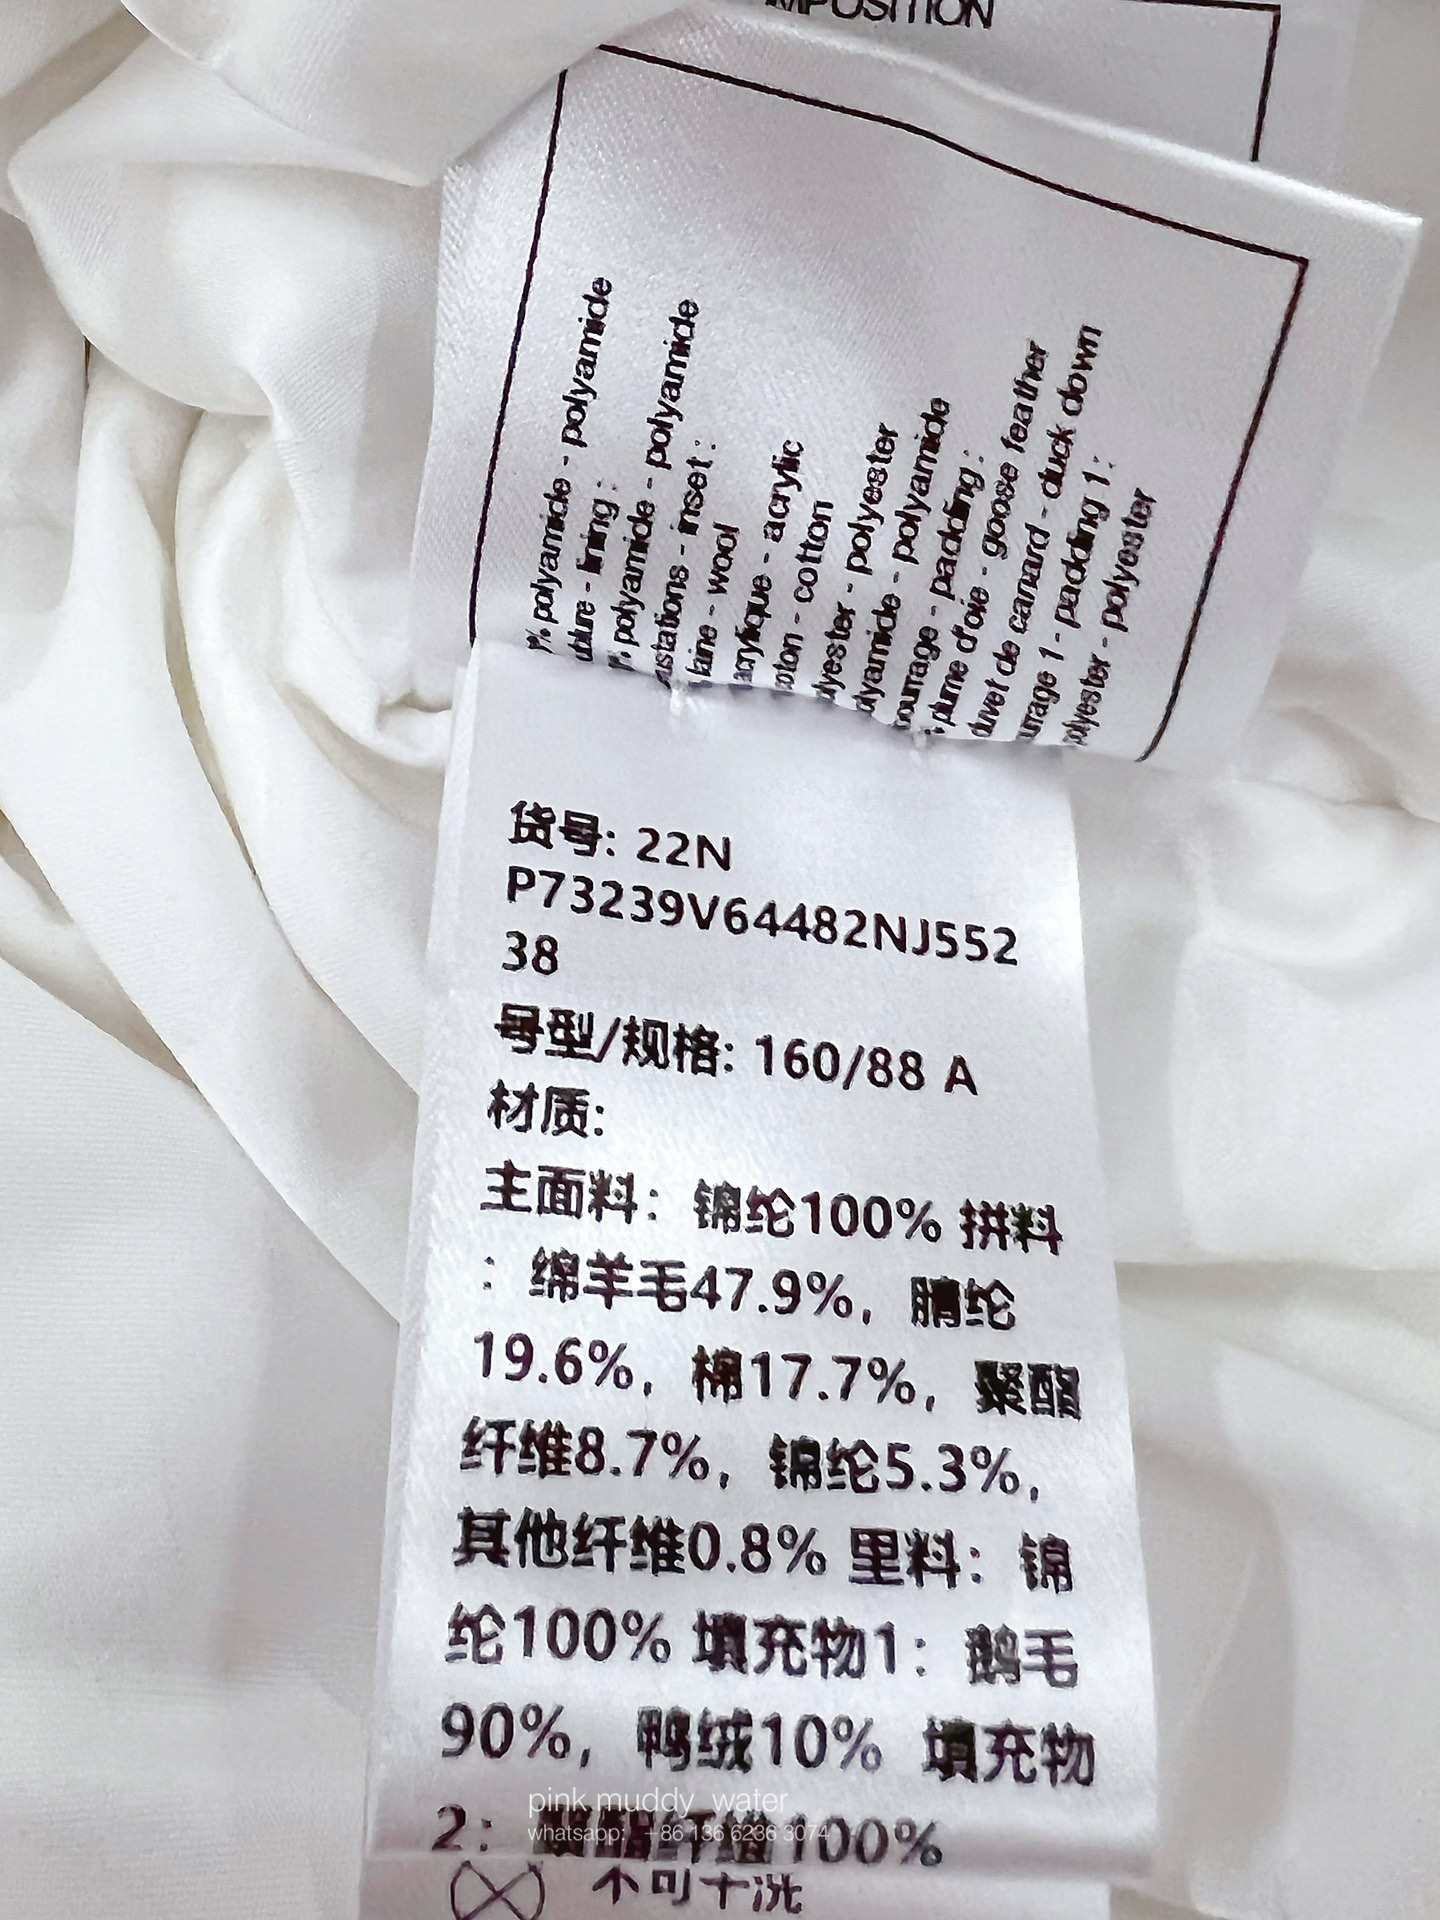 MPOSITION
% polyamide - polyamide
ublure - lining :
% polyamide - polyamide
ustations - inset :
laine - wool
acrylique - acrylic
oton - cotton
olyester - polyester
olyamide - polyamide
ourrage - padding :
plume d'oie - goose feather
duvet de canard - duck down
urrage 1 - padding 1 :
olyester - polyester
货号: 22N
P73239V64482NJ552
38
号型/规格: 160/88 A
材质:
主面料: 锦纶100% 拼料
: 绵羊毛47.9%, 腈纶
19.6%, 棉17.7%, 聚酯
纤维8.7%, 锦纶5.3%,
其他纤维0.8% 里料: 锦
纶100% 填充物1: 鹅毛
90%, 鸭绒10% 填充物
2: 聚酯纤维100%
pink muddy_water
whatsapp: +86 136 6236 3074
不可干洗